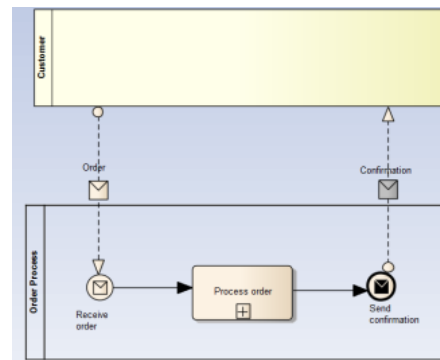 Customer
Order
Confirmation
Order Process
Receive
order
Process order
Send
confirmation